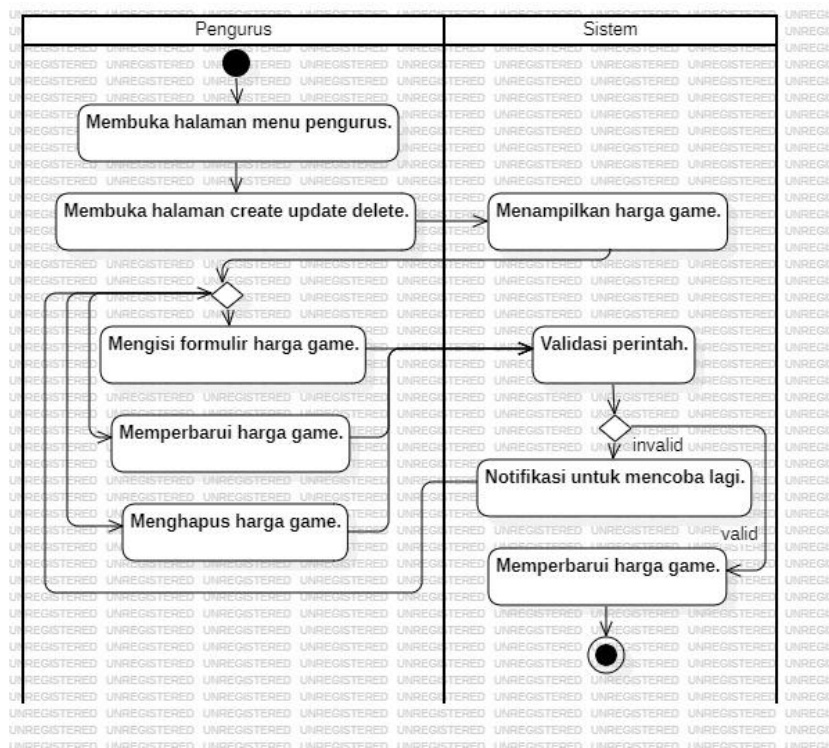 Pengurus
Sistem
Membuka halaman menu pengurus.
Membuka halaman create update delete.
Menampilkan harga game.
Mengisi formulir harga game.
Validasi perintah.
Memperbarui harga game.
invalid
Notifikasi untuk mencoba lagi.
Menghapus harga game.
valid
Memperbarui harga game.
UNREGISTERED